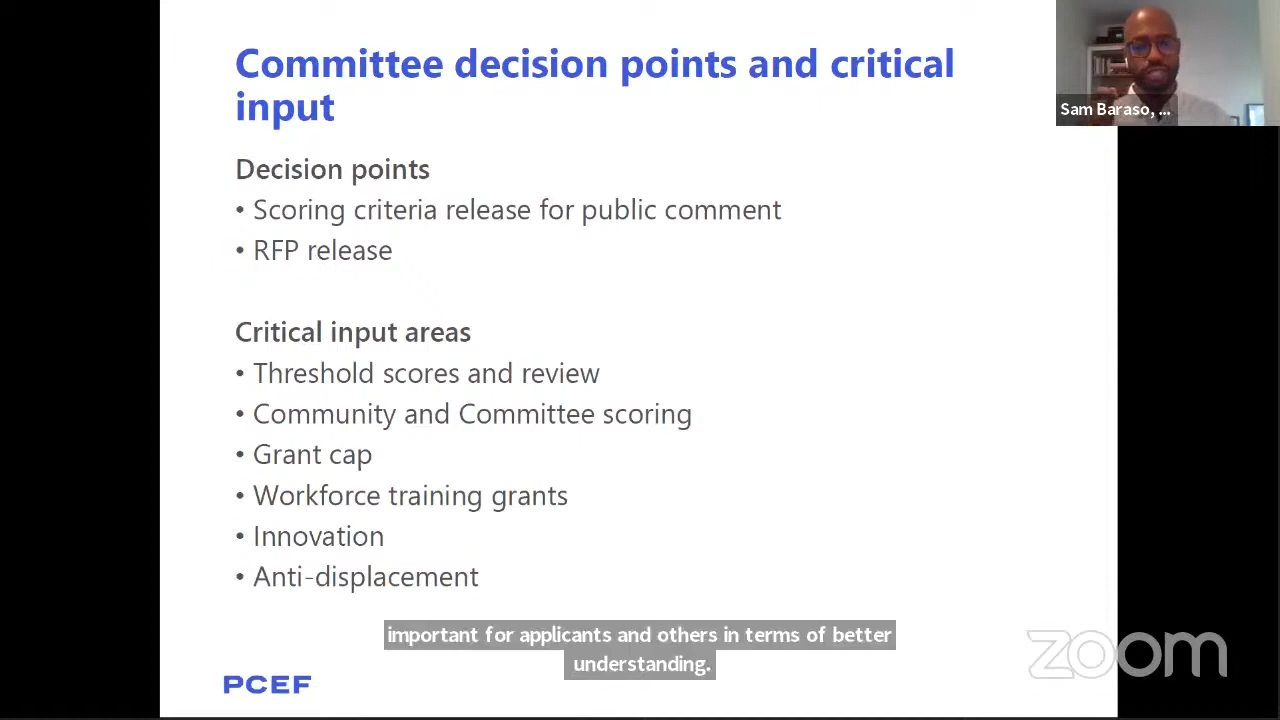 Committee decision points and critical
input
Decision points
• Scoring criteria release for public comment
• RFP release
Critical input areas
• Threshold scores and review
• Community and Committee scoring
• Grant cap
• Workforce training grants
• Innovation
• Anti-displacement
important for applicants and others in terms of better
understanding.
PCEF
Sam Baraso, ...
zoom